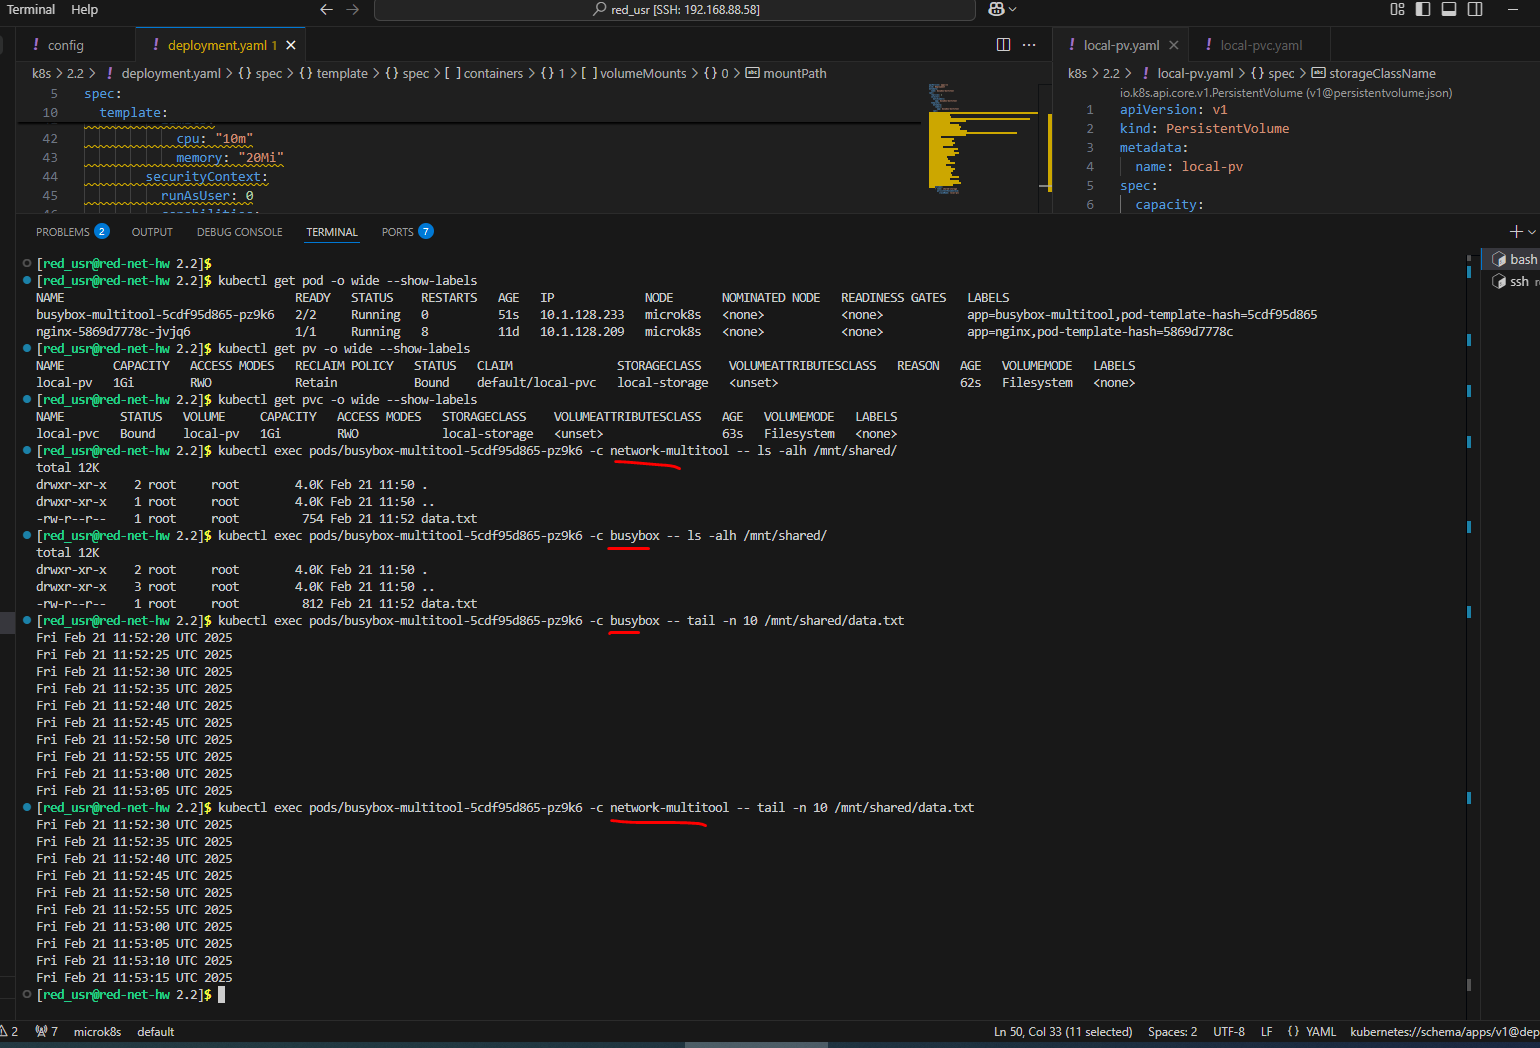 Terminal Help
red_usr [SSH: 192.168.88.58]
! config
! deployment.yaml 1
! local-pv.yaml
! local-pvc.yaml
k8s > 2.2 > ! deployment.yaml > {} spec > {} template > {} spec > [ ] containers > {} 1 > [ ] volumeMounts > {} 0 > mountPath
k8s > 2.2 > ! local-pv.yaml > {} spec > storageClassName
5 spec:
10 template:
42 cpu: "10m"
43 memory: "20Mi"
44 securityContext:
45 runAsUser: 0
io.k8s.api.core.v1.PersistentVolume (v1@persistentvolume.json)
1 apiVersion: v1
2 kind: PersistentVolume
3 metadata:
4 name: local-pv
5 spec:
6 capacity:
PROBLEMS 2 OUTPUT DEBUG CONSOLE TERMINAL PORTS 7
bash
ssh
[red_usr@red-net-hw 2.2]$
[red_usr@red-net-hw 2.2]$ kubectl get pod -o wide --show-labels
NAME READY STATUS RESTARTS AGE IP NODE NOMINATED NODE READINESS GATES LABELS
busybox-multitool-5cdf95d865-pz9k6 2/2 Running 0 51s 10.1.128.233 microk8s <none> <none> app=busybox-multitool,pod-template-hash=5cdf95d865
nginx-5869d7778c-jvjq6 1/1 Running 8 11d 10.1.128.209 microk8s <none> <none> app=nginx,pod-template-hash=5869d7778c
[red_usr@red-net-hw 2.2]$ kubectl get pv -o wide --show-labels
NAME CAPACITY ACCESS MODES RECLAIM POLICY STATUS CLAIM STORAGECLASS VOLUMEATTRIBUTESCLASS REASON AGE VOLUMEMODE LABELS
local-pv 1Gi RWO Retain Bound default/local-pvc local-storage <unset> 62s Filesystem <none>
[red_usr@red-net-hw 2.2]$ kubectl get pvc -o wide --show-labels
NAME STATUS VOLUME CAPACITY ACCESS MODES STORAGECLASS VOLUMEATTRIBUTESCLASS AGE VOLUMEMODE LABELS
local-pvc Bound local-pv 1Gi RWO local-storage <unset> 63s Filesystem <none>
[red_usr@red-net-hw 2.2]$ kubectl exec pods/busybox-multitool-5cdf95d865-pz9k6 -c network-multitool -- ls -alh /mnt/shared/
total 12K
drwxr-xr-x 2 root root 4.0K Feb 21 11:50 .
drwxr-xr-x 1 root root 4.0K Feb 21 11:50 ..
-rw-r--r-- 1 root root 754 Feb 21 11:52 data.txt
[red_usr@red-net-hw 2.2]$ kubectl exec pods/busybox-multitool-5cdf95d865-pz9k6 -c busybox -- ls -alh /mnt/shared/
total 12K
drwxr-xr-x 2 root root 4.0K Feb 21 11:50 .
drwxr-xr-x 3 root root 4.0K Feb 21 11:50 ..
-rw-r--r-- 1 root root 812 Feb 21 11:52 data.txt
[red_usr@red-net-hw 2.2]$ kubectl exec pods/busybox-multitool-5cdf95d865-pz9k6 -c busybox -- tail -n 10 /mnt/shared/data.txt
Fri Feb 21 11:52:20 UTC 2025
Fri Feb 21 11:52:25 UTC 2025
Fri Feb 21 11:52:30 UTC 2025
Fri Feb 21 11:52:35 UTC 2025
Fri Feb 21 11:52:40 UTC 2025
Fri Feb 21 11:52:45 UTC 2025
Fri Feb 21 11:52:50 UTC 2025
Fri Feb 21 11:52:55 UTC 2025
Fri Feb 21 11:53:00 UTC 2025
Fri Feb 21 11:53:05 UTC 2025
[red_usr@red-net-hw 2.2]$ kubectl exec pods/busybox-multitool-5cdf95d865-pz9k6 -c network-multitool -- tail -n 10 /mnt/shared/data.txt
Fri Feb 21 11:52:30 UTC 2025
Fri Feb 21 11:52:35 UTC 2025
Fri Feb 21 11:52:40 UTC 2025
Fri Feb 21 11:52:45 UTC 2025
Fri Feb 21 11:52:50 UTC 2025
Fri Feb 21 11:52:55 UTC 2025
Fri Feb 21 11:53:00 UTC 2025
Fri Feb 21 11:53:05 UTC 2025
Fri Feb 21 11:53:10 UTC 2025
Fri Feb 21 11:53:15 UTC 2025
[red_usr@red-net-hw 2.2]$
2 7 microk8s default Ln 50, Col 33 (11 selected) Spaces: 2 UTF-8 LF {} YAML kubernetes://schema/apps/v1@dep